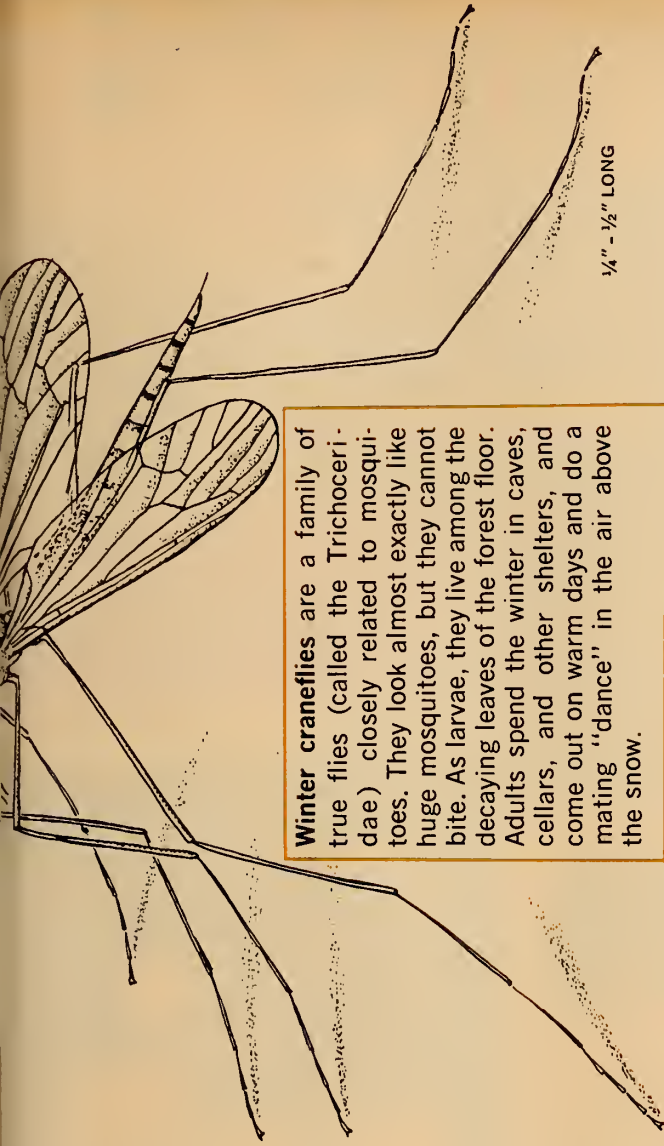 ¼" - ½" LONG
Winter craneflies are a family of
true flies (called the Trichoceri-
dae) closely related to mosqui-
toes. They look almost exactly like
huge mosquitoes, but they cannot
bite. As larvae, they live among the
decaying leaves of the forest floor.
Adults spend the winter in caves,
cellars, and other shelters, and
come out on warm days and do a
mating "dance" in the air above
the snow.